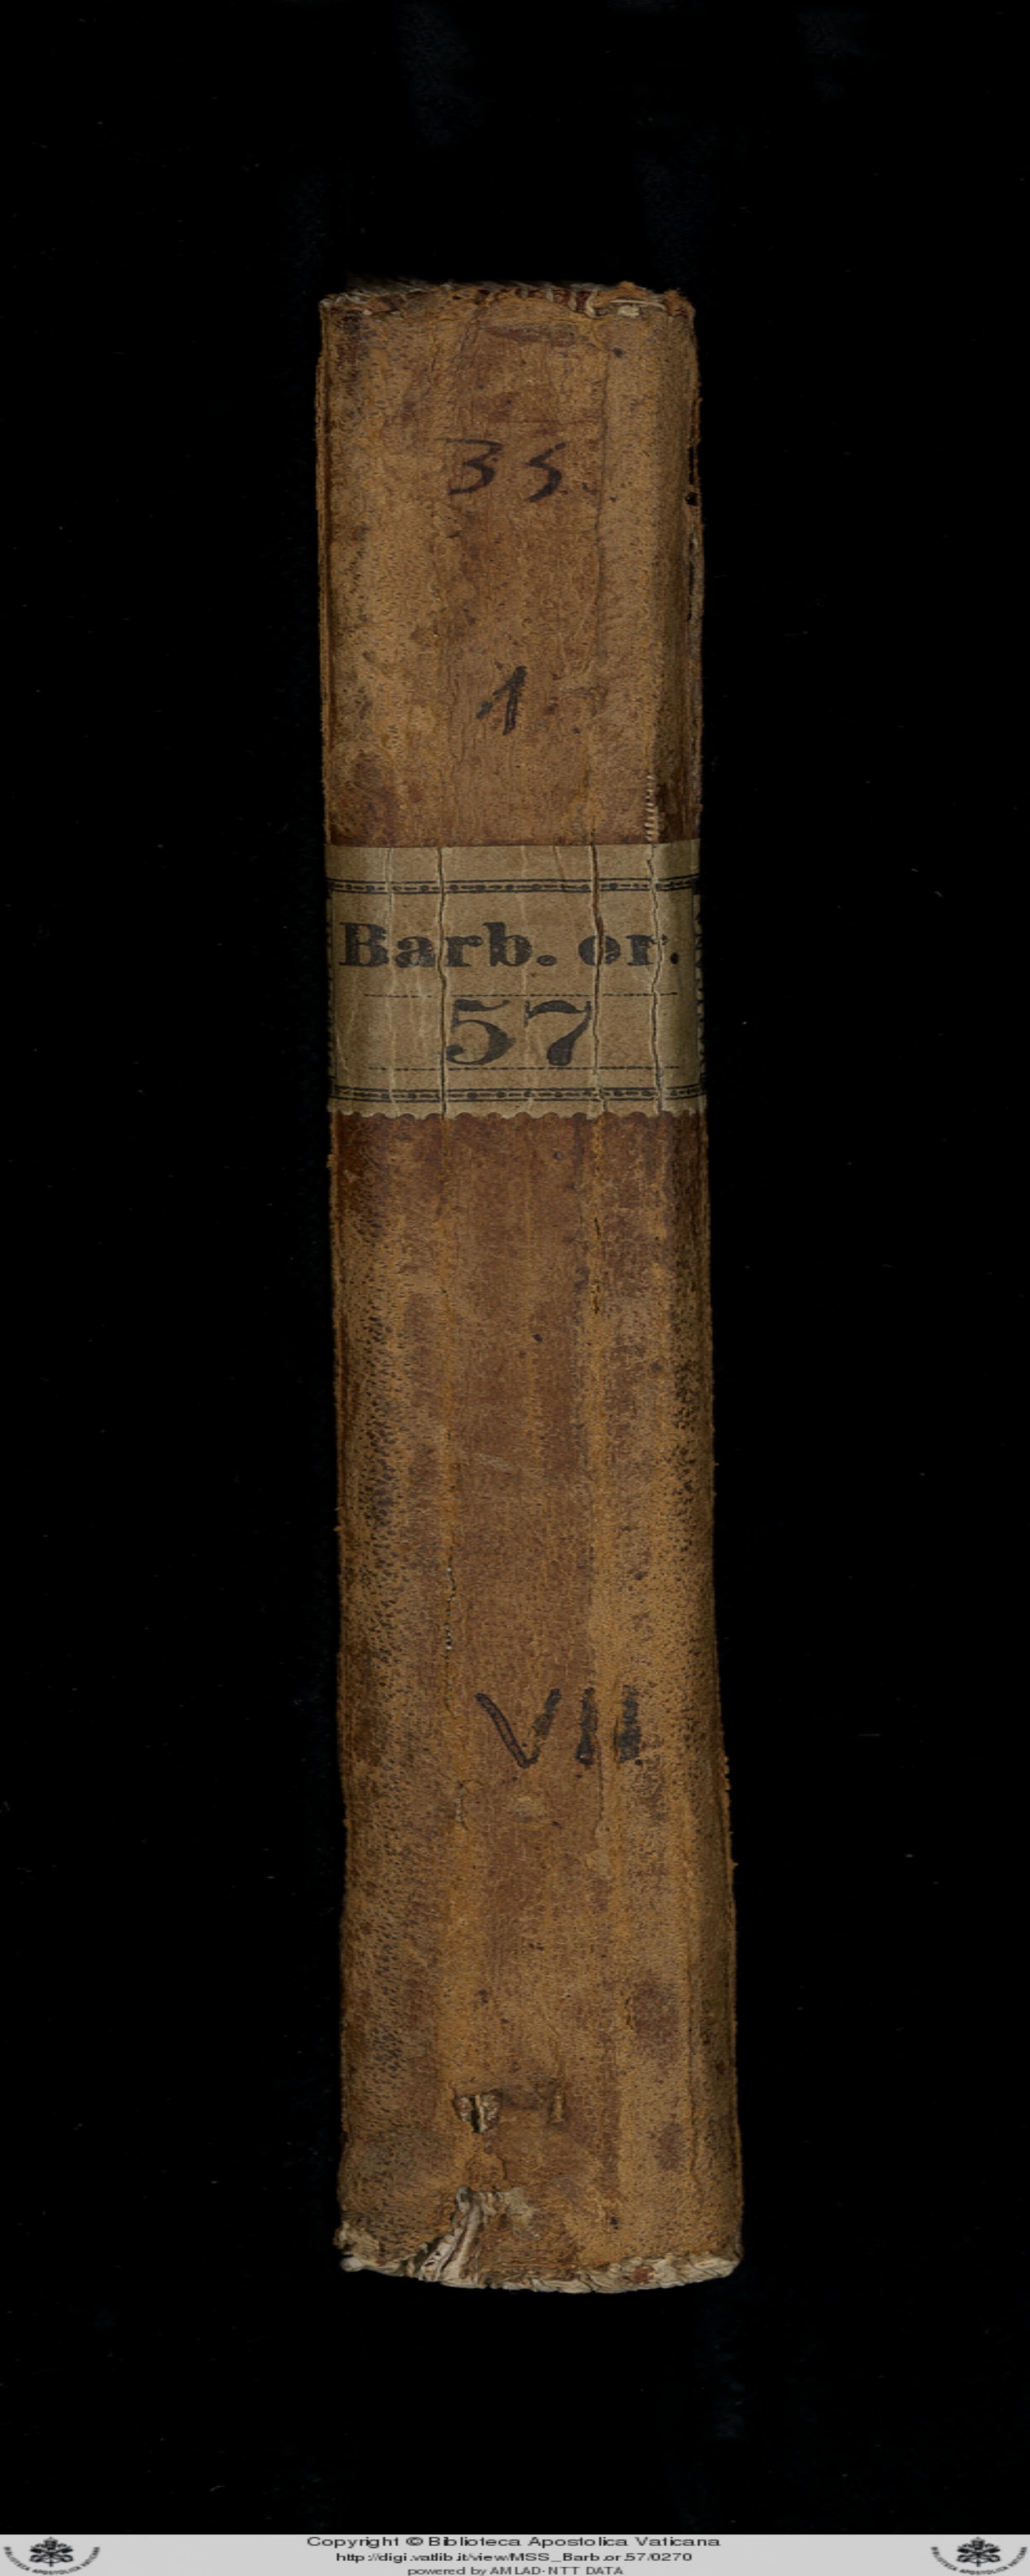 35
1
Barb. or.
57
VII
Copyright © Biblioteca Apostolica Vaticana
http://digi.vatlib.it/view/MSS_Barb.or.57/0270
powered by AMLAD-NTT DATA